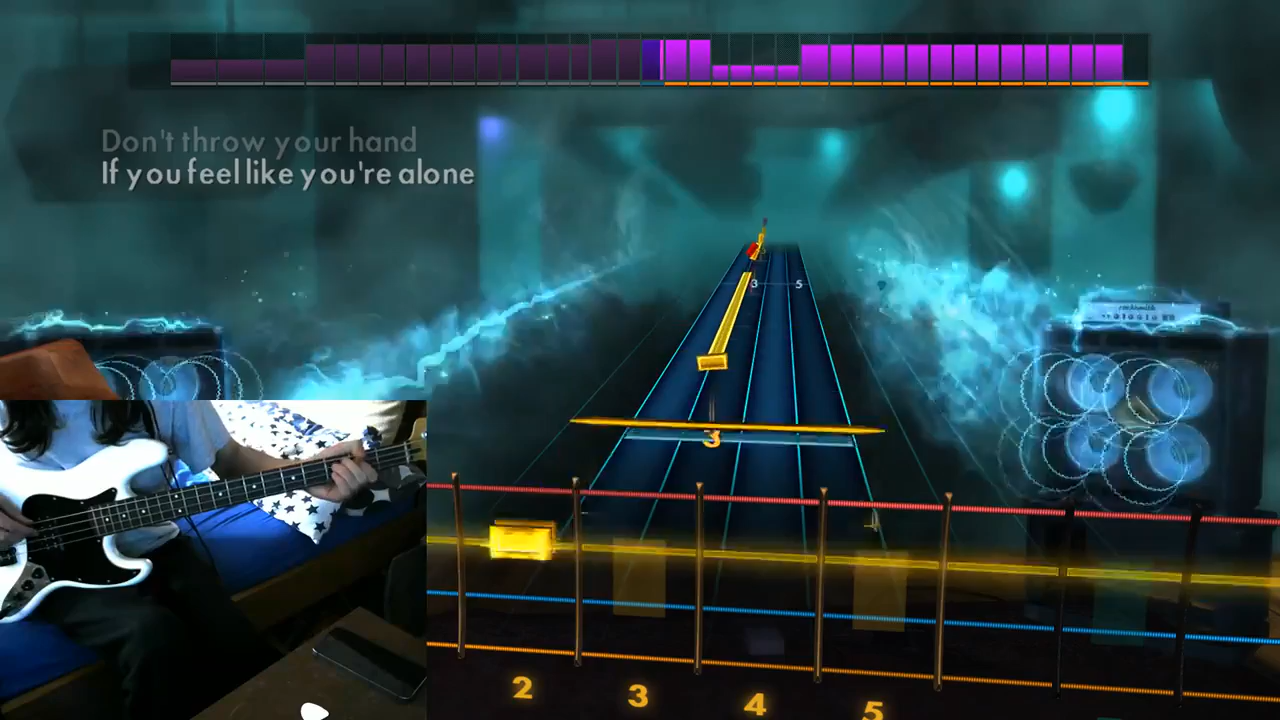 Don't throw your hand
If you feel like you're alone
3 5
3
2 3 4 5